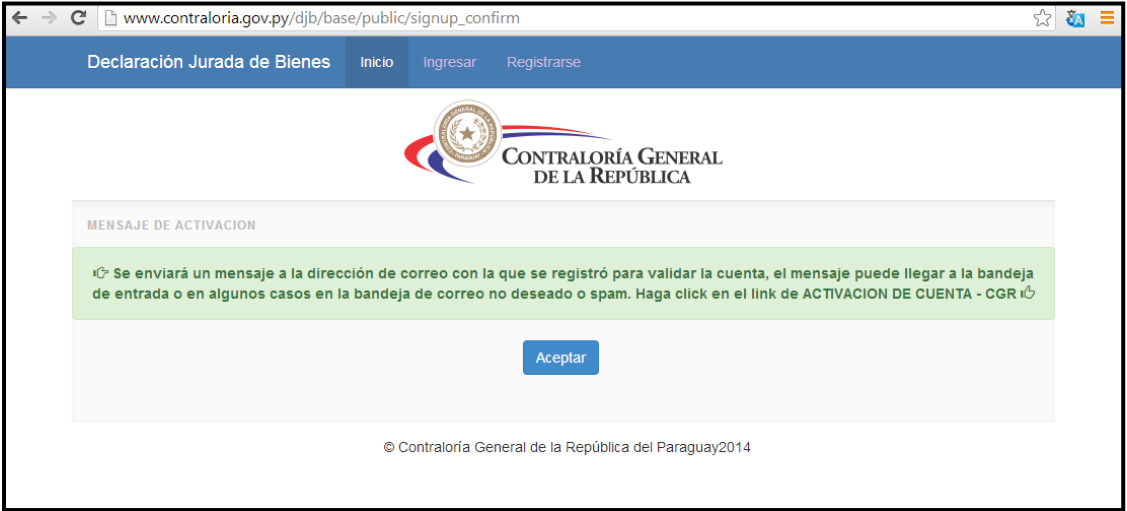 www.contraloria.gov.py/djb/base/public/signup_confirm
Declaración Jurada de Bienes Inicio Ingresar Registrarse
CONTRALORÍA GENERAL
DE LA REPÚBLICA
MENSAJE DE ACTIVACION
Se enviará un mensaje a la dirección de correo con la que se registró para validar la cuenta, el mensaje puede llegar a la bandeja
de entrada o en algunos casos en la bandeja de correo no deseado o spam. Haga click en el link de ACTIVACION DE CUENTA - CGR
Aceptar
© Contraloría General de la República del Paraguay2014